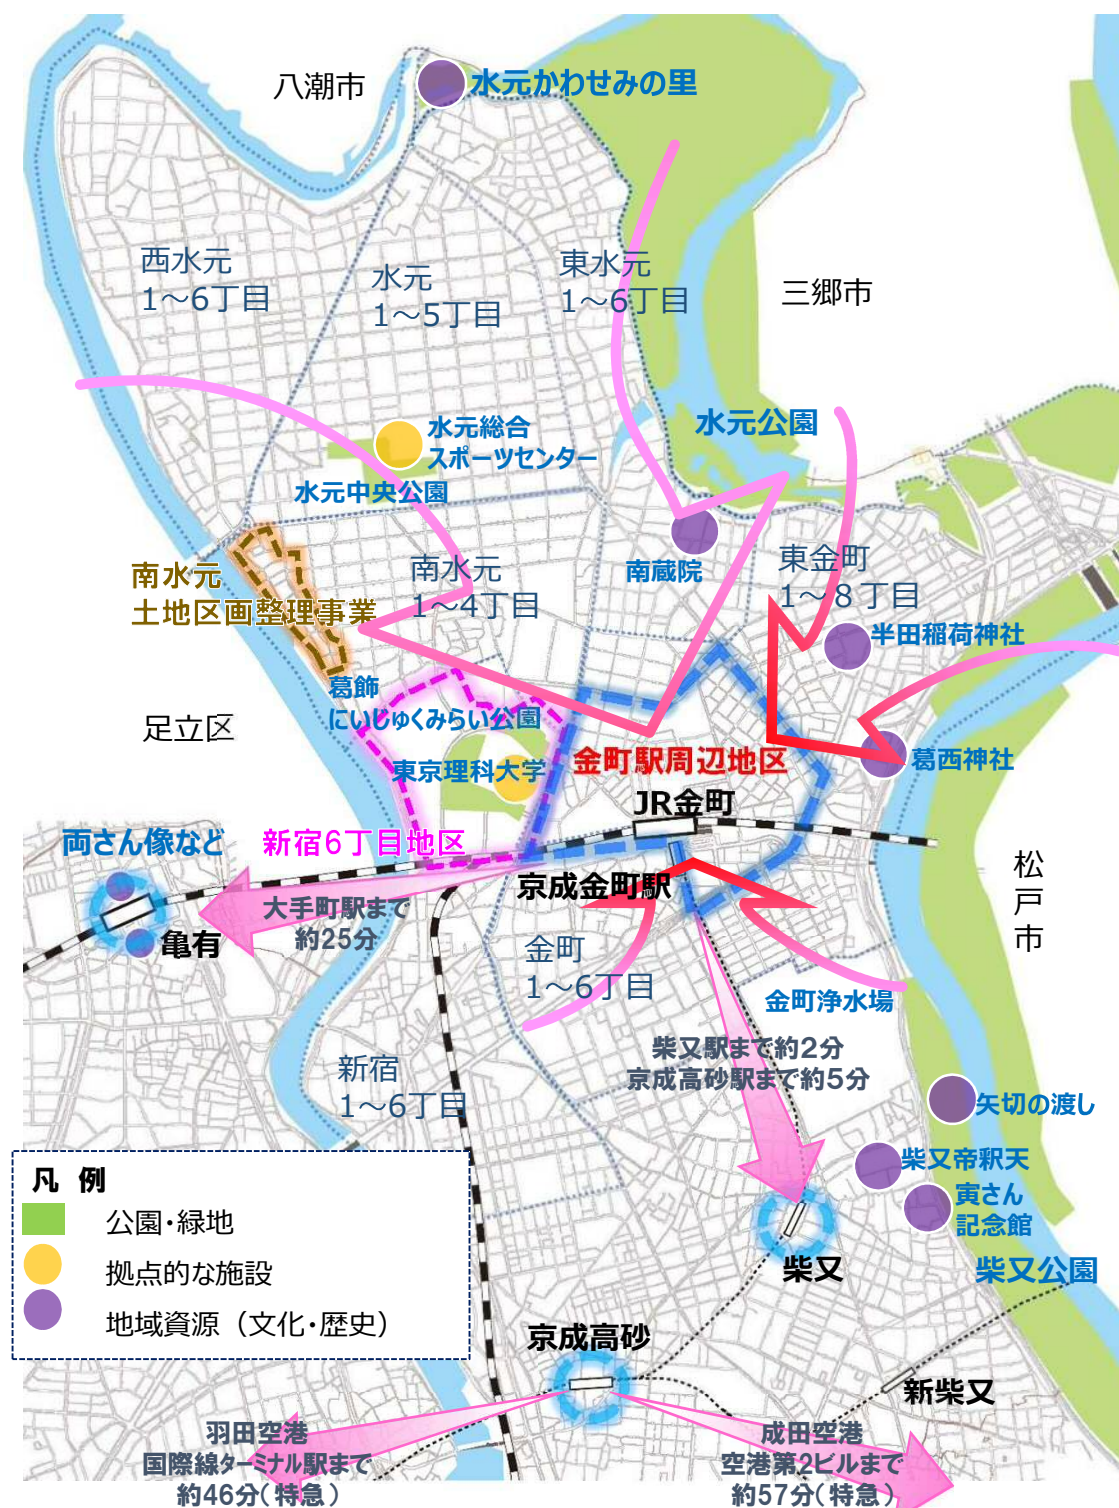 八潮市
水元かわせみの里
西水元
1～6丁目
水元
1～5丁目
東水元
1～6丁目
三郷市
水元公園
水元総合
スポーツセンター
水元中央公園
南水元
土地区画整理事業
南水元
1～4丁目
南蔵院
東金町
1～８丁目
半田稲荷神社
葛飾
にいじゅくみらい公園
足立区
東京理科大学
金町駅周辺地区
葛西神社
JR金町
両さん像など
新宿6丁目地区
京成金町駅
松戸市
大手町駅まで
約25分
亀有
金町
1～6丁目
金町浄水場
柴又駅まで約2分
京成高砂駅まで約5分
新宿
1～6丁目
矢切の渡し
柴又帝釈天
寅さん
記念館
凡 例
公園・緑地
拠点的な施設
地域資源（文化・歴史）
柴又
柴又公園
京成高砂
新柴又
羽田空港
国際線ターミナル駅まで
約46分（特急）
成田空港
空港第2ビルまで
約57分（特急）